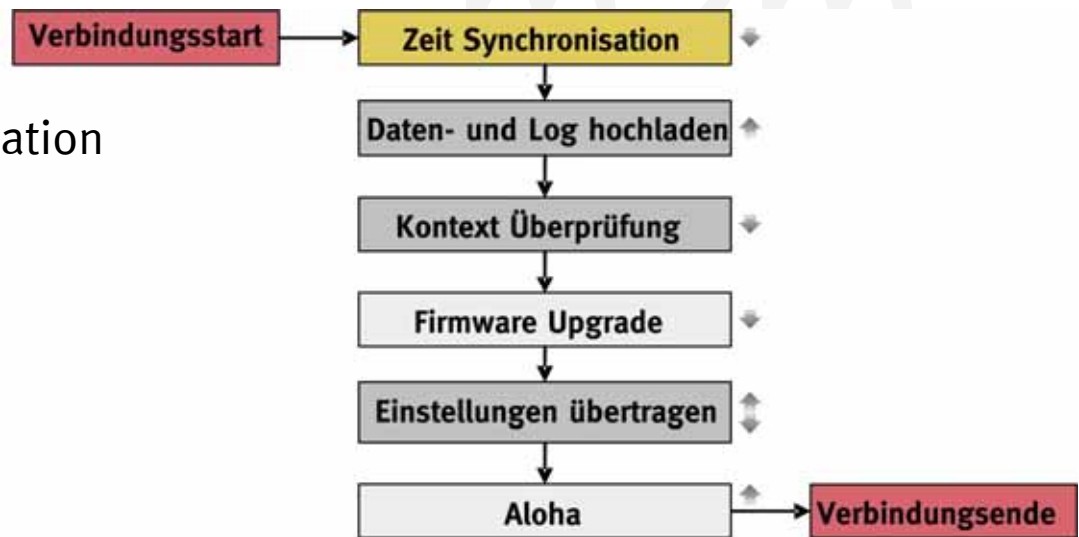 Verbindungsstart
Zeit Synchronisation
ation
Daten- und Log hochladen
Kontext Überprüfung
Firmware Upgrade
Einstellungen übertragen
Aloha
Verbindungsende